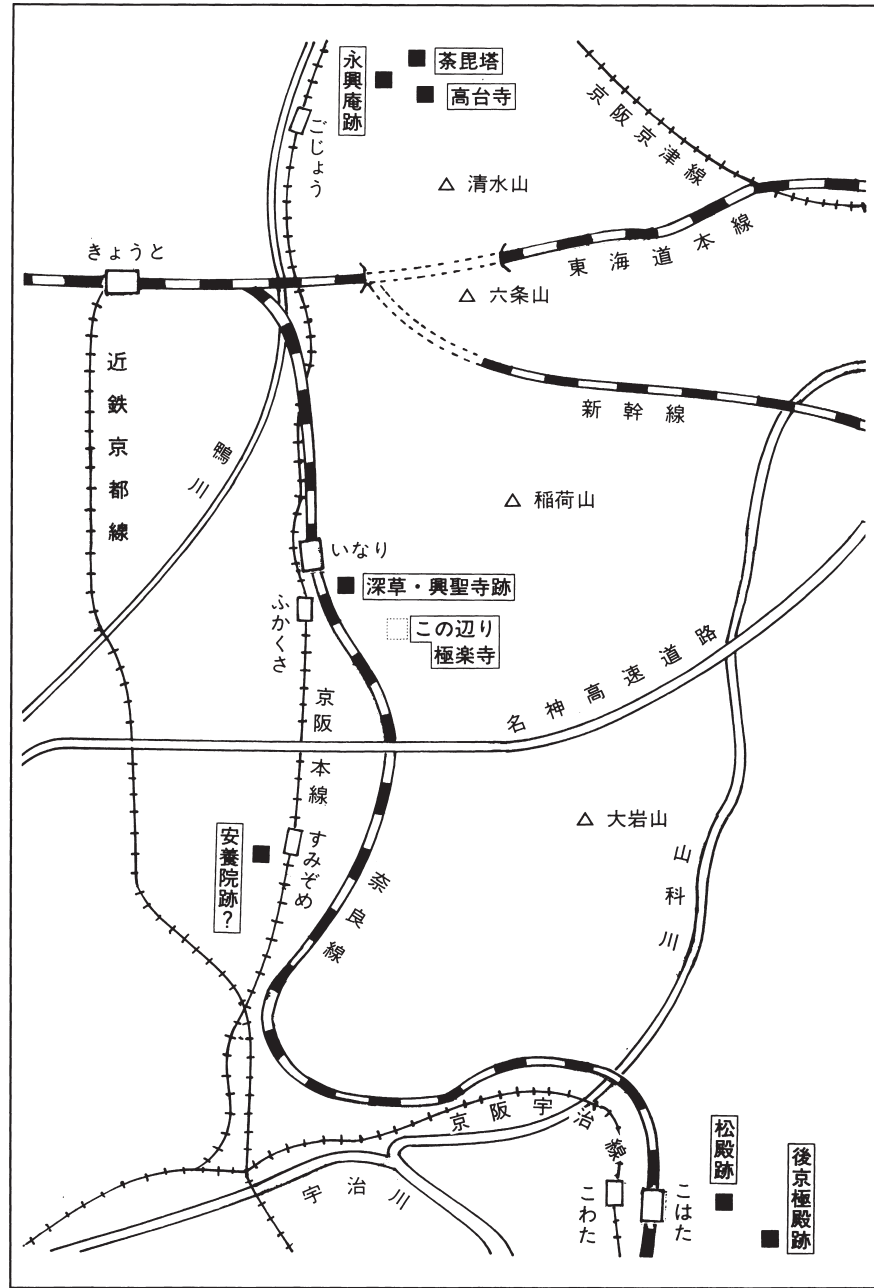 永興庵跡
荼毘塔
高台寺
ごじょう
清水山
京阪京津線
東海道本線
きょうと
六条山
新幹線
近鉄京都線
鴨川
稲荷山
いなり
深草・興聖寺跡
ふかくさ
この辺り
極楽寺
京阪本線
名神高速道路
大岩山
安養院跡？
すみぞめ
奈良線
山科川
京阪宇治線
宇治川
こわた
こはた
松殿跡
後京極殿跡